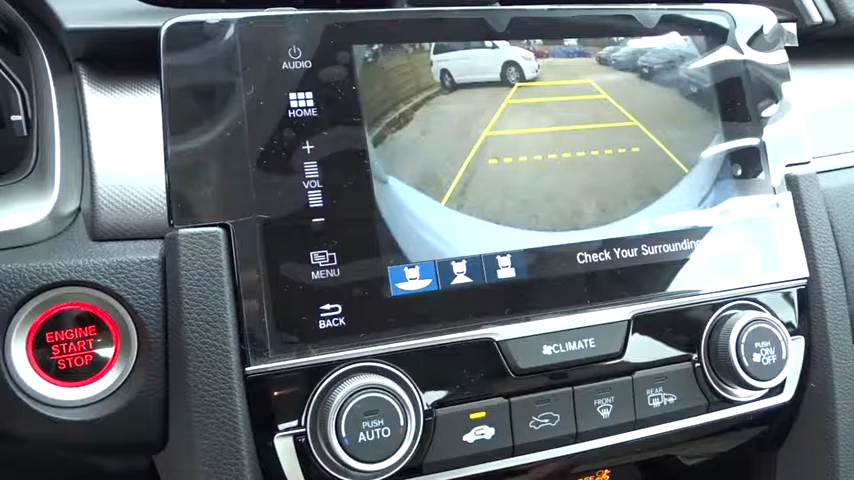 AUDIO
HOME
+
VOL
-
MENU
BACK
Check Your Surrounding
ENGINE
START
STOP
CLIMATE
PUSH
AUTO
FRONT
REAR
PUSH
ON/
OFF
OFF